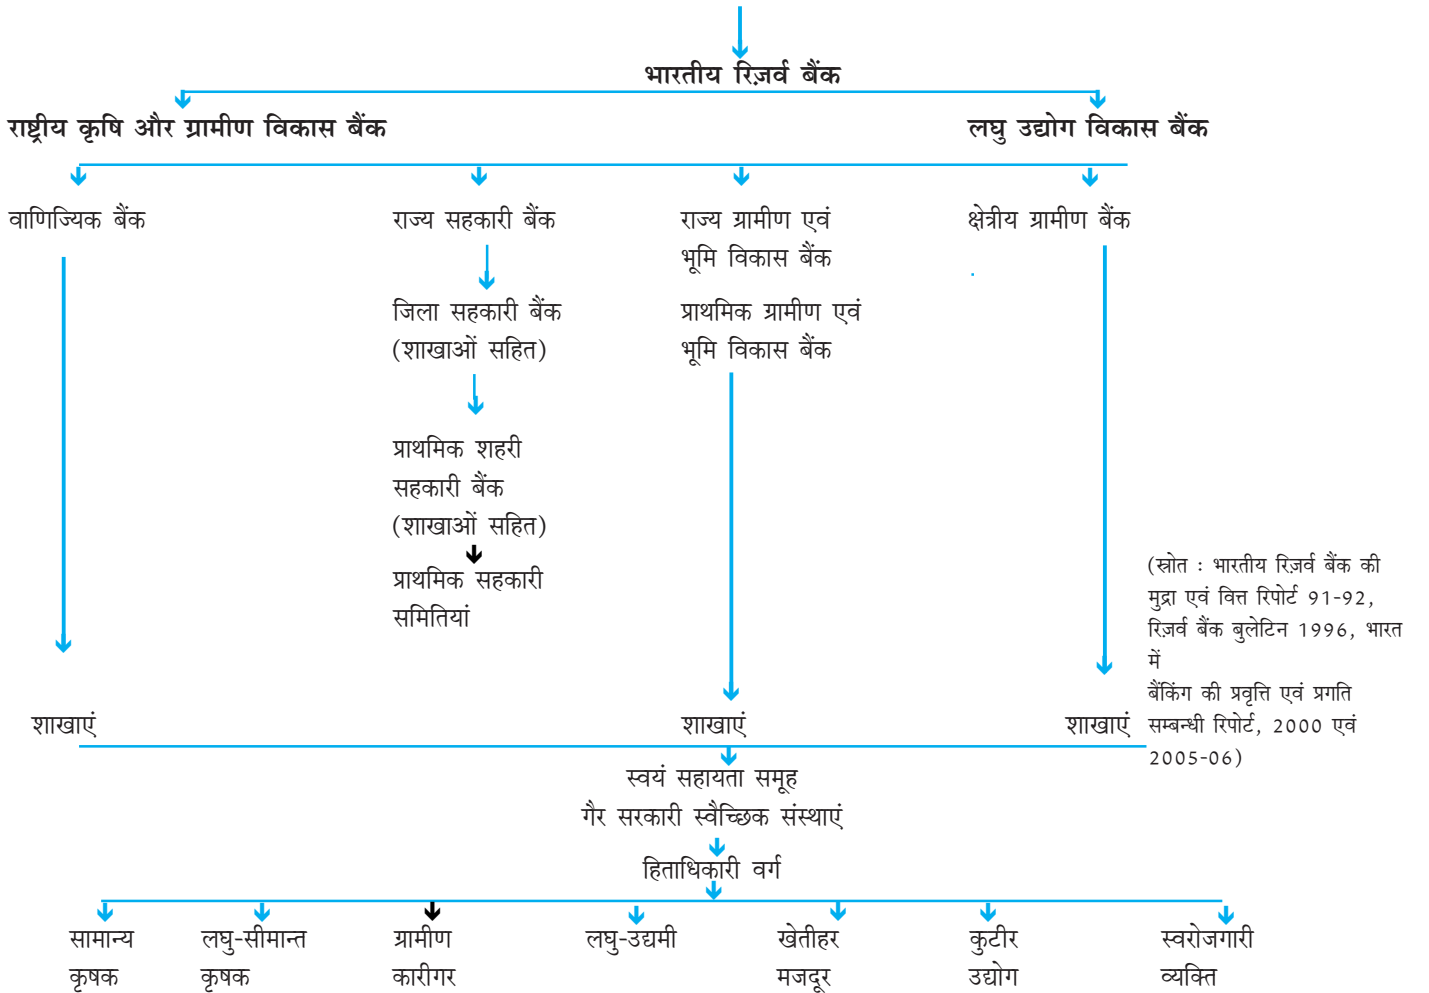 भारतीय रिज़र्व बैंक
राष्ट्रीय कृषि और ग्रामीण विकास बैंक
लघु उद्योग विकास बैंक
वाणिज्यिक बैंक
राज्य सहकारी बैंक
राज्य ग्रामीण एवं
भूमि विकास बैंक
क्षेत्रीय ग्रामीण बैंक
जिला सहकारी बैंक
(शाखाओं सहित)
प्राथमिक ग्रामीण एवं
भूमि विकास बैंक
प्राथमिक शहरी
सहकारी बैंक
(शाखाओं सहित)
प्राथमिक सहकारी
समितियां
(स्रोत : भारतीय रिज़र्व बैंक की
मुद्रा एवं वित्त रिपोर्ट 91-92,
रिज़र्व बैंक बुलेटिन 1996, भारत
में
बैंकिंग की प्रवृत्ति एवं प्रगति
सम्बन्धी रिपोर्ट, 2000 एवं
2005-06)
शाखाएं
शाखाएं
शाखाएं
स्वयं सहायता समूह
गैर सरकारी स्वैच्छिक संस्थाएं
हिताधिकारी वर्ग
सामान्य
कृषक
लघु-सीमान्त
कृषक
ग्रामीण
कारीगर
लघु-उद्यमी
खेतीहर
मजदूर
कुटीर
उद्योग
स्वरोजगारी
व्यक्ति